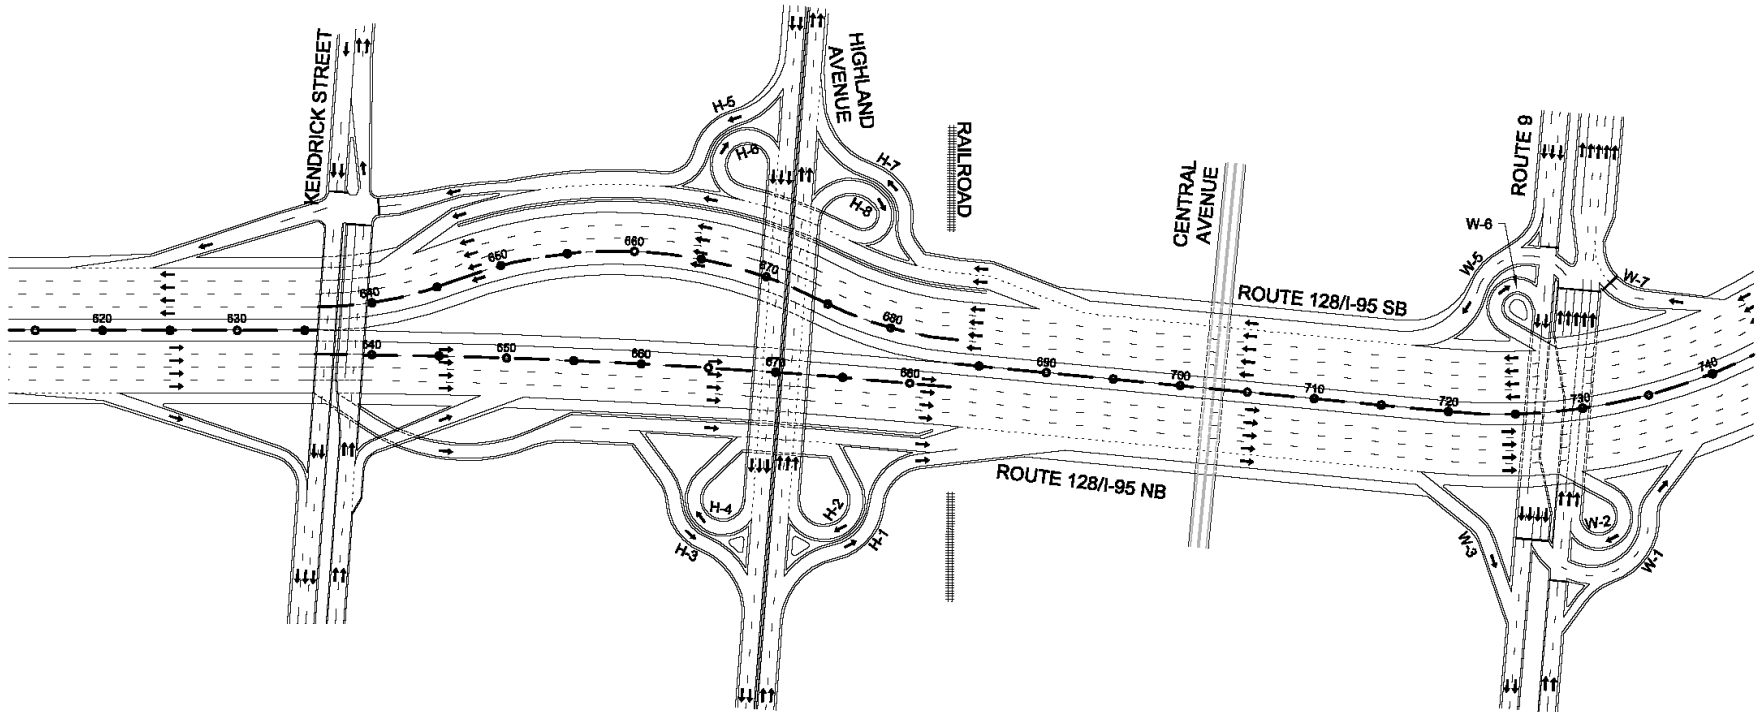 KENDRICK STREET
HIGHLAND
AVENUE
RAILROAD
CENTRAL
AVENUE
ROUTE 9
H-5
H-6
H-7
H-8
W-6
W-5
W-7
ROUTE 128/I-95 SB
620
630
640
650
660
670
680
690
700
710
720
730
740
640
650
660
670
680
ROUTE 128/I-95 NB
H-4
H-2
H-3
H-1
W-2
W-3
W-1